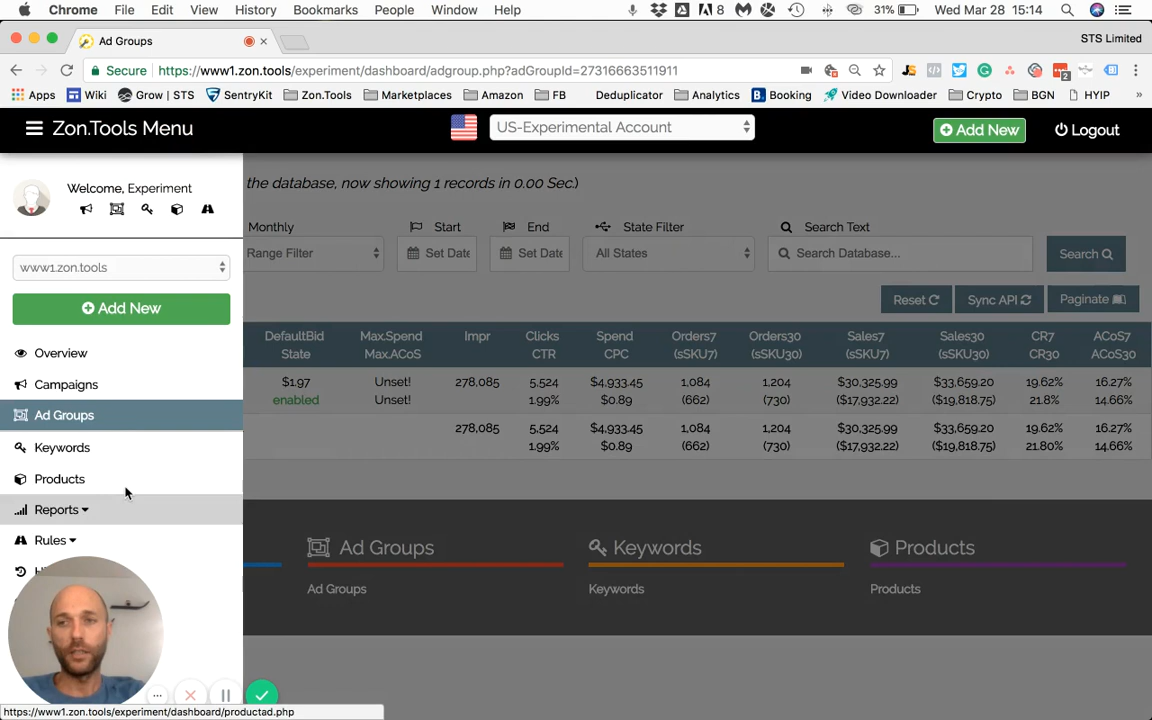 Chrome File Edit View History Bookmarks People Window Help 8 31% Wed Mar 28 15:14
Ad Groups STS Limited
Secure https://www1.zon.tools/experiment/dashboard/adgroup.php?adGroupId=27316663511911
Apps Wiki Grow | STS SentryKit Zon.Tools Marketplaces Amazon FB Deduplicator Analytics Booking Video Downloader Crypto BGN HYIP »
Zon.Tools Menu US-Experimental Account Add New Logout
Welcome, Experiment
the database, now showing 1 records in 0.00 Sec.)
Monthly Start End State Filter Search Text
Range Filter Set Date Set Date All States Search Database... Search
www1.zon.tools
Add New
Reset Sync API Paginate
DefaultBid Max.Spend Impr Clicks Spend Orders7 Orders30 Sales7 Sales30 CR7 ACoS7
State Max.ACoS CTR CPC (sSKU7) (sSKU30) (sSKU7) (sSKU30) CR30 ACoS30
$1.97 Unset! 278,085 5,524 $4,933.45 1,084 1,204 $30,325.99 $33,659.20 19.62% 16.27%
enabled Unset! 1.99% $0.89 (662) (730) ($17,932.22) ($19,818.75) 21.8% 14.66%
278,085 5,524 $4,933.45 1,084 1,204 $30,325.99 $33,659.20 19.62% 16.27%
1.99% $0.89 (662) (730) ($17,932.22) ($19,818.75) 21.80% 14.66%
Overview
Campaigns
Ad Groups
Keywords
Products
Reports
Rules
Ad Groups Keywords Products
Ad Groups Keywords Products
https://www1.zon.tools/experiment/dashboard/productad.php